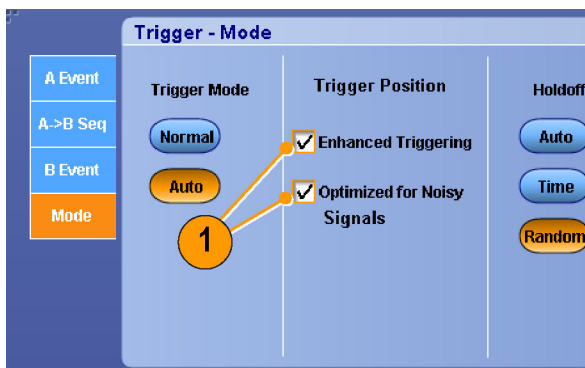 Trigger - Mode
A Event
A->B Seq
B Event
Mode
Trigger Mode
Normal
Auto
1
Trigger Position
Enhanced Triggering
Optimized for Noisy
Signals
Holdoff
Auto
Time
Random